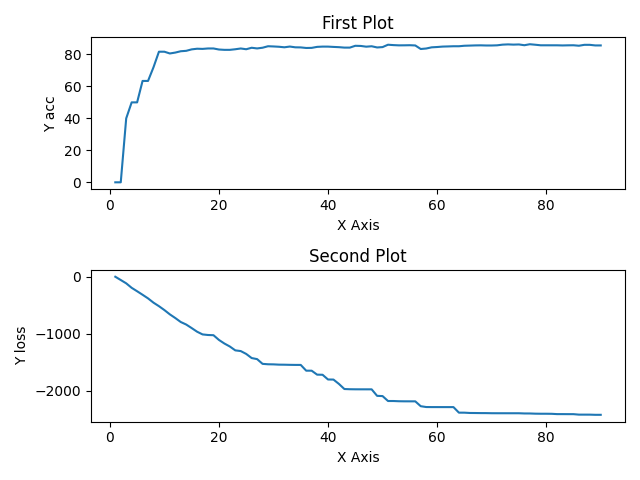 First Plot
80
60
40
20
0
Y acc
0 20 40 60 80
X Axis
Second Plot
0
−1000
−2000
Y loss
0 20 40 60 80
X Axis